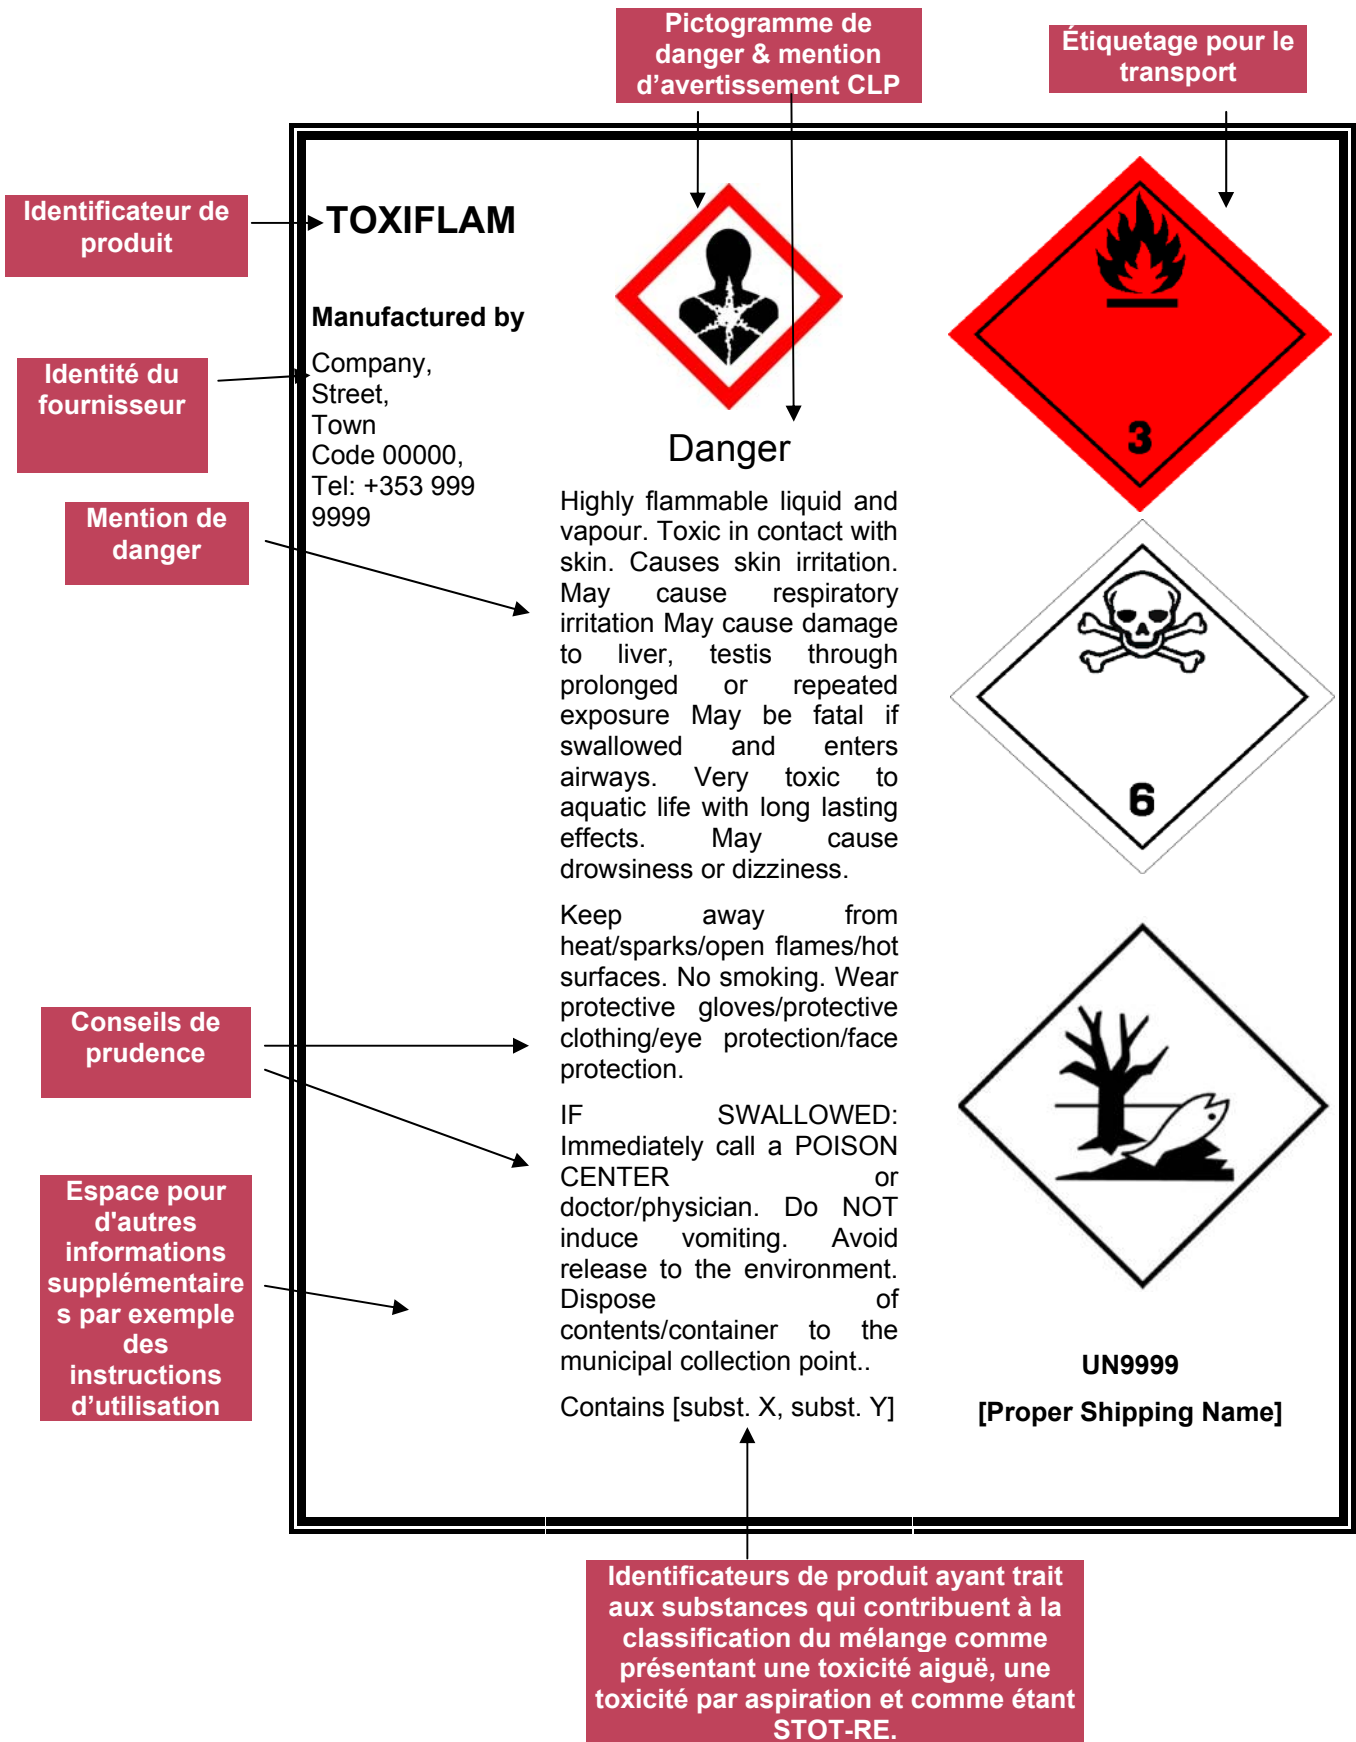 Pictogramme de
danger & mention
d’avertissement CLP
Étiquetage pour le
transport
Identificateur de
produit
TOXIFLAM
Manufactured by
Identité du
fournisseur
Company,
Street,
Town
Code 00000,
Tel: +353 999
9999
3
Danger
Mention de
danger
Highly flammable liquid and
vapour. Toxic in contact with
skin. Causes skin irritation.
May cause respiratory
irritation May cause damage
to liver, testis through
prolonged or repeated
exposure May be fatal if
swallowed and enters
airways. Very toxic to
aquatic life with long lasting
effects. May cause
drowsiness or dizziness.
6
Conseils de
prudence
Keep away from
heat/sparks/open flames/hot
surfaces. No smoking. Wear
protective gloves/protective
clothing/eye protection/face
protection.
IF SWALLOWED:
Immediately call a POISON
CENTER or
doctor/physician. Do NOT
induce vomiting. Avoid
release to the environment.
Dispose of
contents/container to the
municipal collection point..
Espace pour
d'autres
informations
supplémentaire
s par exemple
des
instructions
d’utilisation
Contains [subst. X, subst. Y]
UN9999
[Proper Shipping Name]
Identificateurs de produit ayant trait
aux substances qui contribuent à la
classification du mélange comme
présentant une toxicité aiguë, une
toxicité par aspiration et comme étant
STOT-RE.